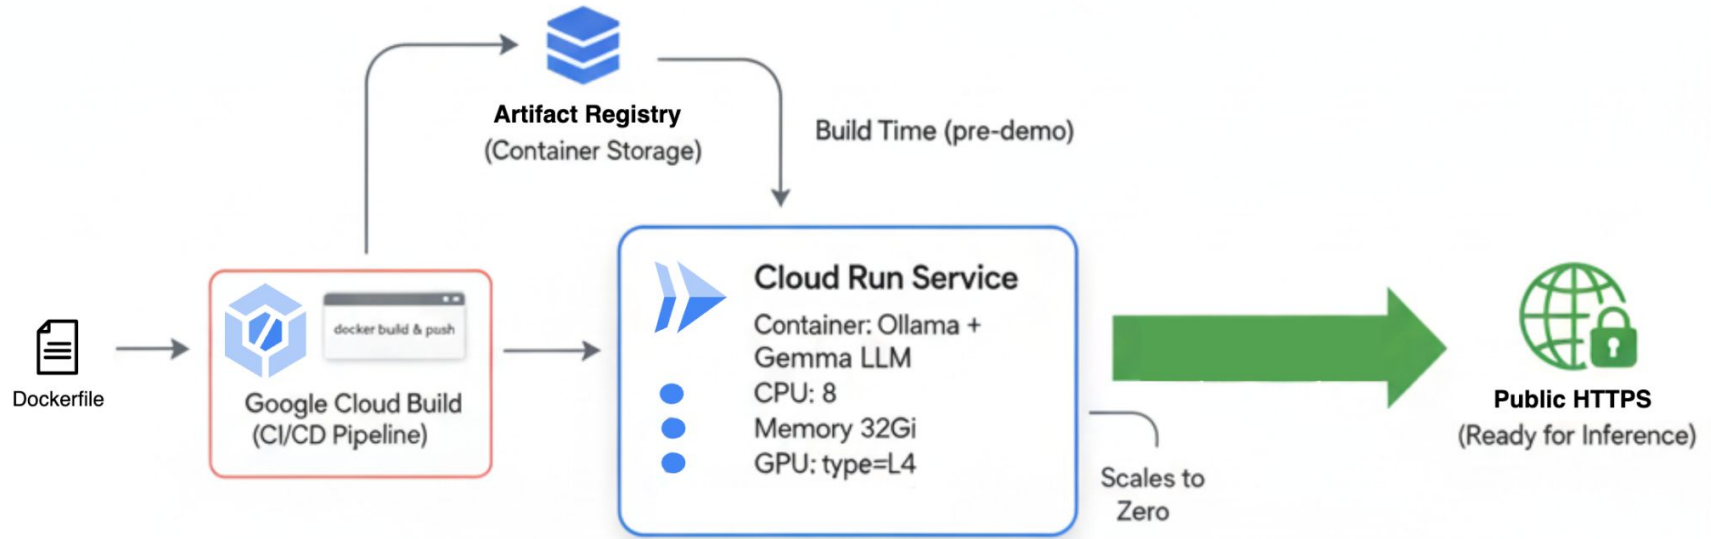 Artifact Registry
(Container Storage)
Build Time (pre-demo)
Dockerfile
docker build & push
Google Cloud Build
(CI/CD Pipeline)
Cloud Run Service
Container: Ollama +
Gemma LLM
CPU: 8
Memory 32Gi
GPU: type=L4
Scales to
Zero
Public HTTPS
(Ready for Inference)